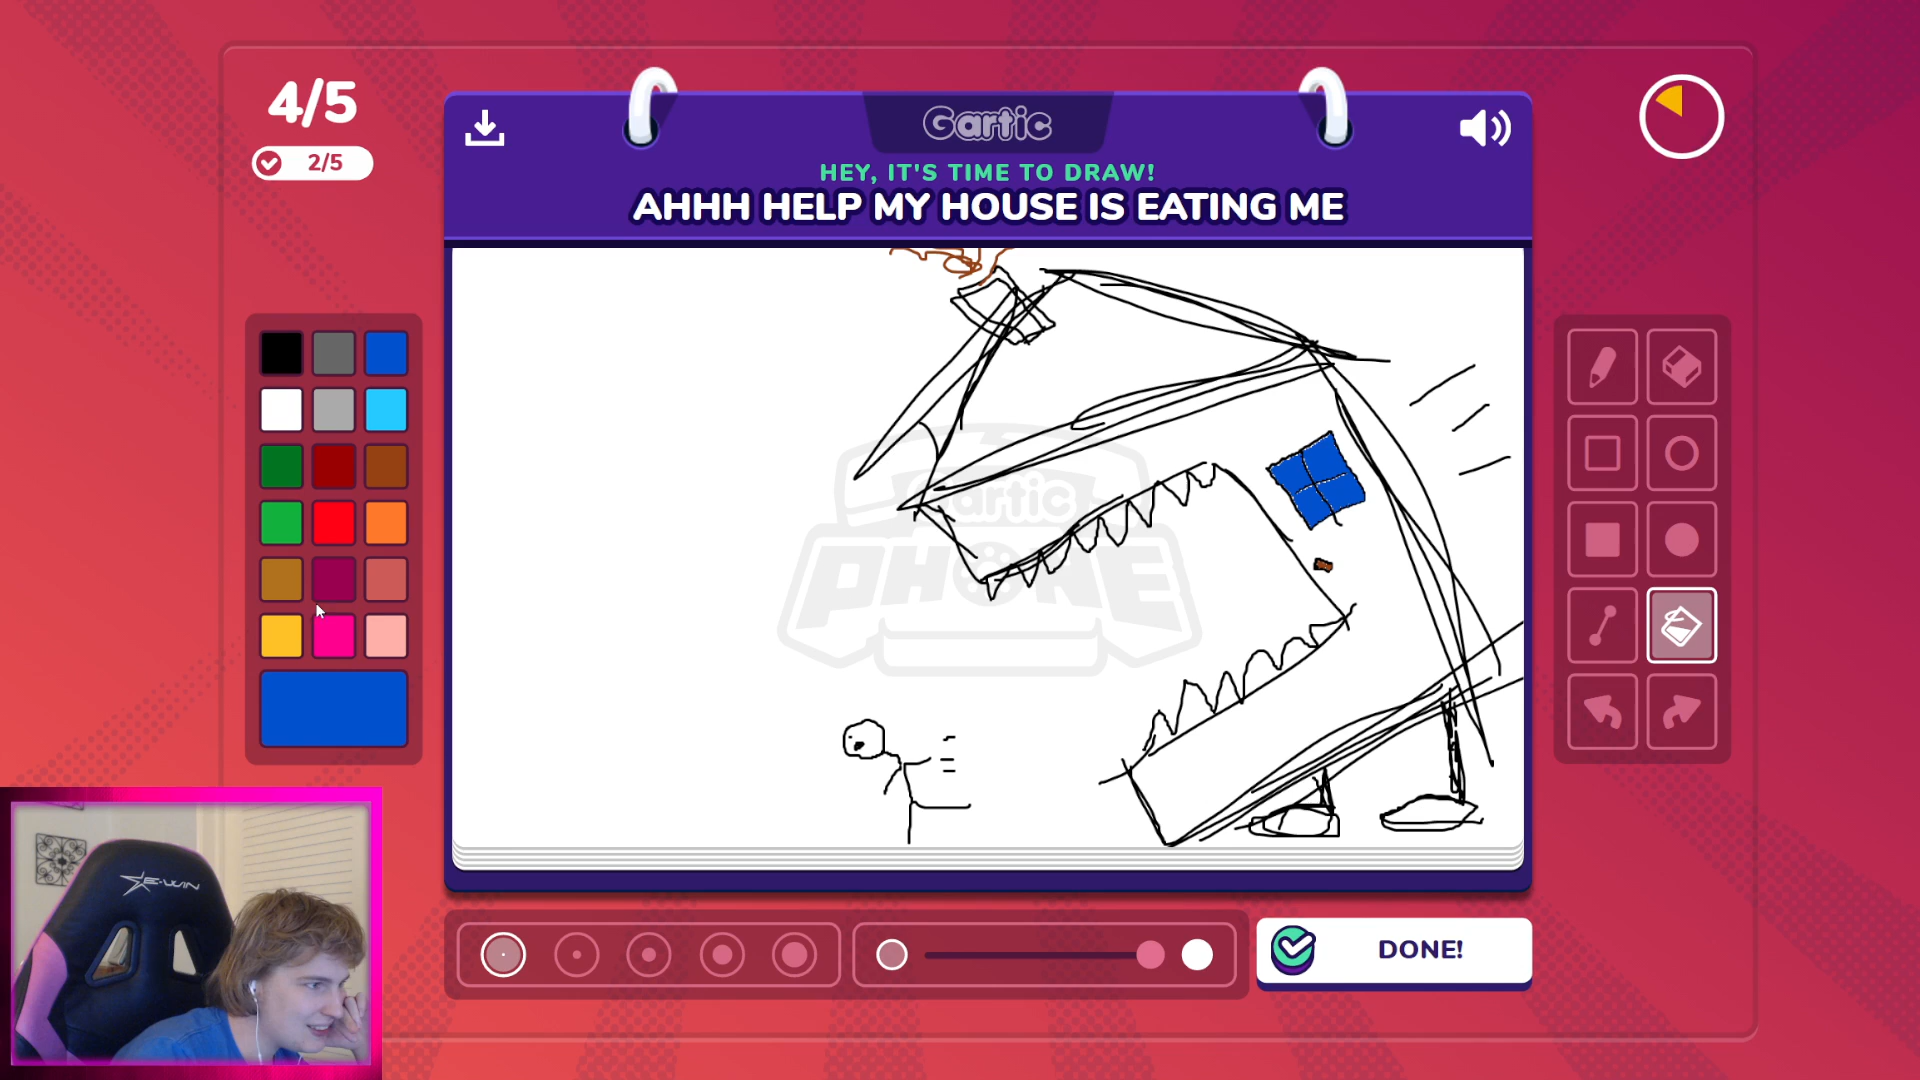 4/5
2/5
Gartic
HEY, IT'S TIME TO DRAW!
AHHH HELP MY HOUSE IS EATING ME
Gartic
PHONE
E-WIN
DONE!